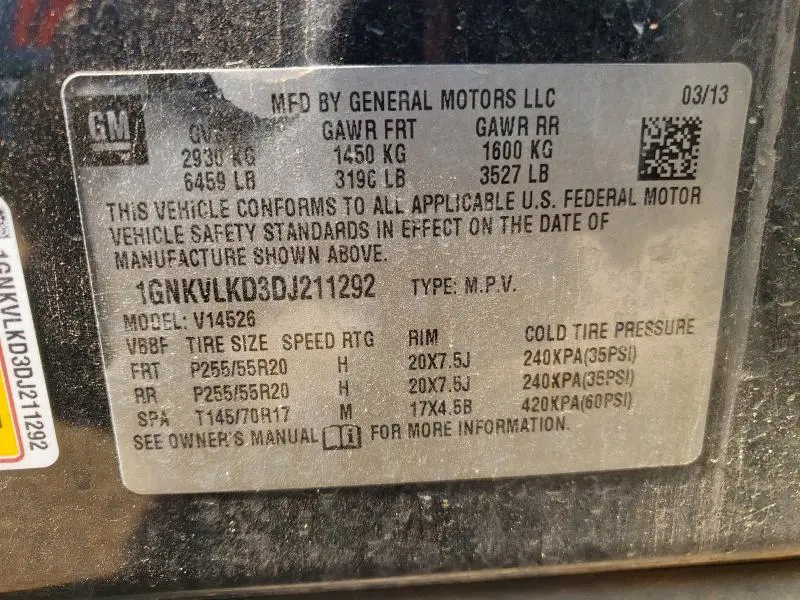 MFD BY GENERAL MOTORS LLC 03/13
GM
GVWR GAWR FRT GAWR RR
2930 KG 1450 KG 1600 KG
6459 LB 3196 LB 3527 LB
THIS VEHICLE CONFORMS TO ALL APPLICABLE U.S. FEDERAL MOTOR
VEHICLE SAFETY STANDARDS IN EFFECT ON THE DATE OF
MANUFACTURE SHOWN ABOVE.
1GNKVLKD3DJ211292 TYPE: M.P.V.
MODEL: V14526
VBBF TIRE SIZE SPEED RTG RIM COLD TIRE PRESSURE
FRT P255/55R20 H 20X7.5J 240KPA(35PSI)
RR P255/55R20 H 20X7.5J 240KPA(35PSI)
SPA T145/70R17 M 17X4.5B 420KPA(60PSI)
SEE OWNER'S MANUAL FOR MORE INFORMATION.
1GNKVLKD3DJ211292